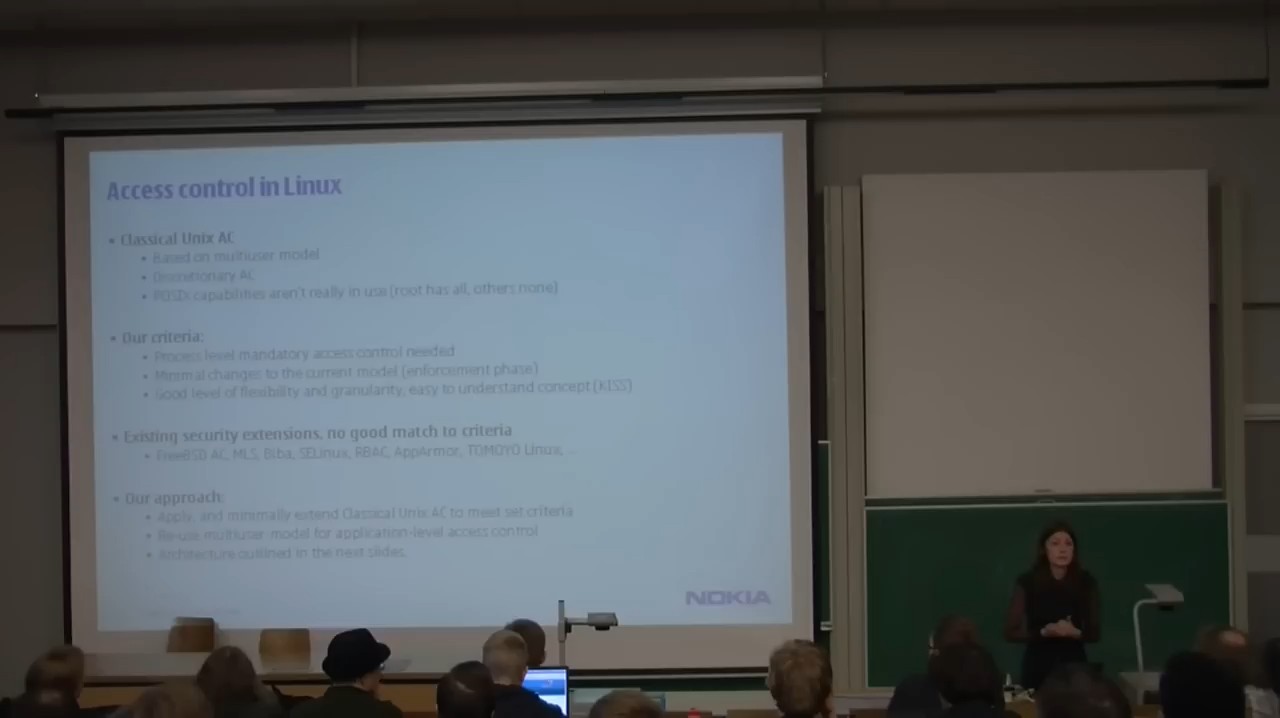 Access control in Linux
• Classical Unix AC
• Based on multiuser model
• Discretionary AC
• POSIX capabilities aren't really in use (root has all, others none)
• Our criteria:
• Process level mandatory access control needed
• Minimal changes to the current model (enforcement phase)
• Good level of flexibility and granularity, easy to understand concept (KISS)
• Existing security extensions, no good match to criteria
• FreeBSD AC, MLS, Biba, SELinux, RBAC, AppArmor, TOMOYO Linux, ...
• Our approach:
• Apply, and minimally extend Classical Unix AC to meet set criteria
• Re-use multiuser model for application-level access control
• Architecture outlined in the next slides
NOKIA